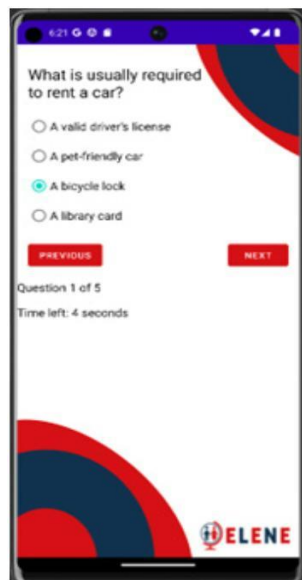 6:21 G
What is usually required
to rent a car?
A valid driver's license
A pet-friendly car
A bicycle lock
A library card
PREVIOUS
NEXT
Question 1 of 5
Time left: 4 seconds
ELENE